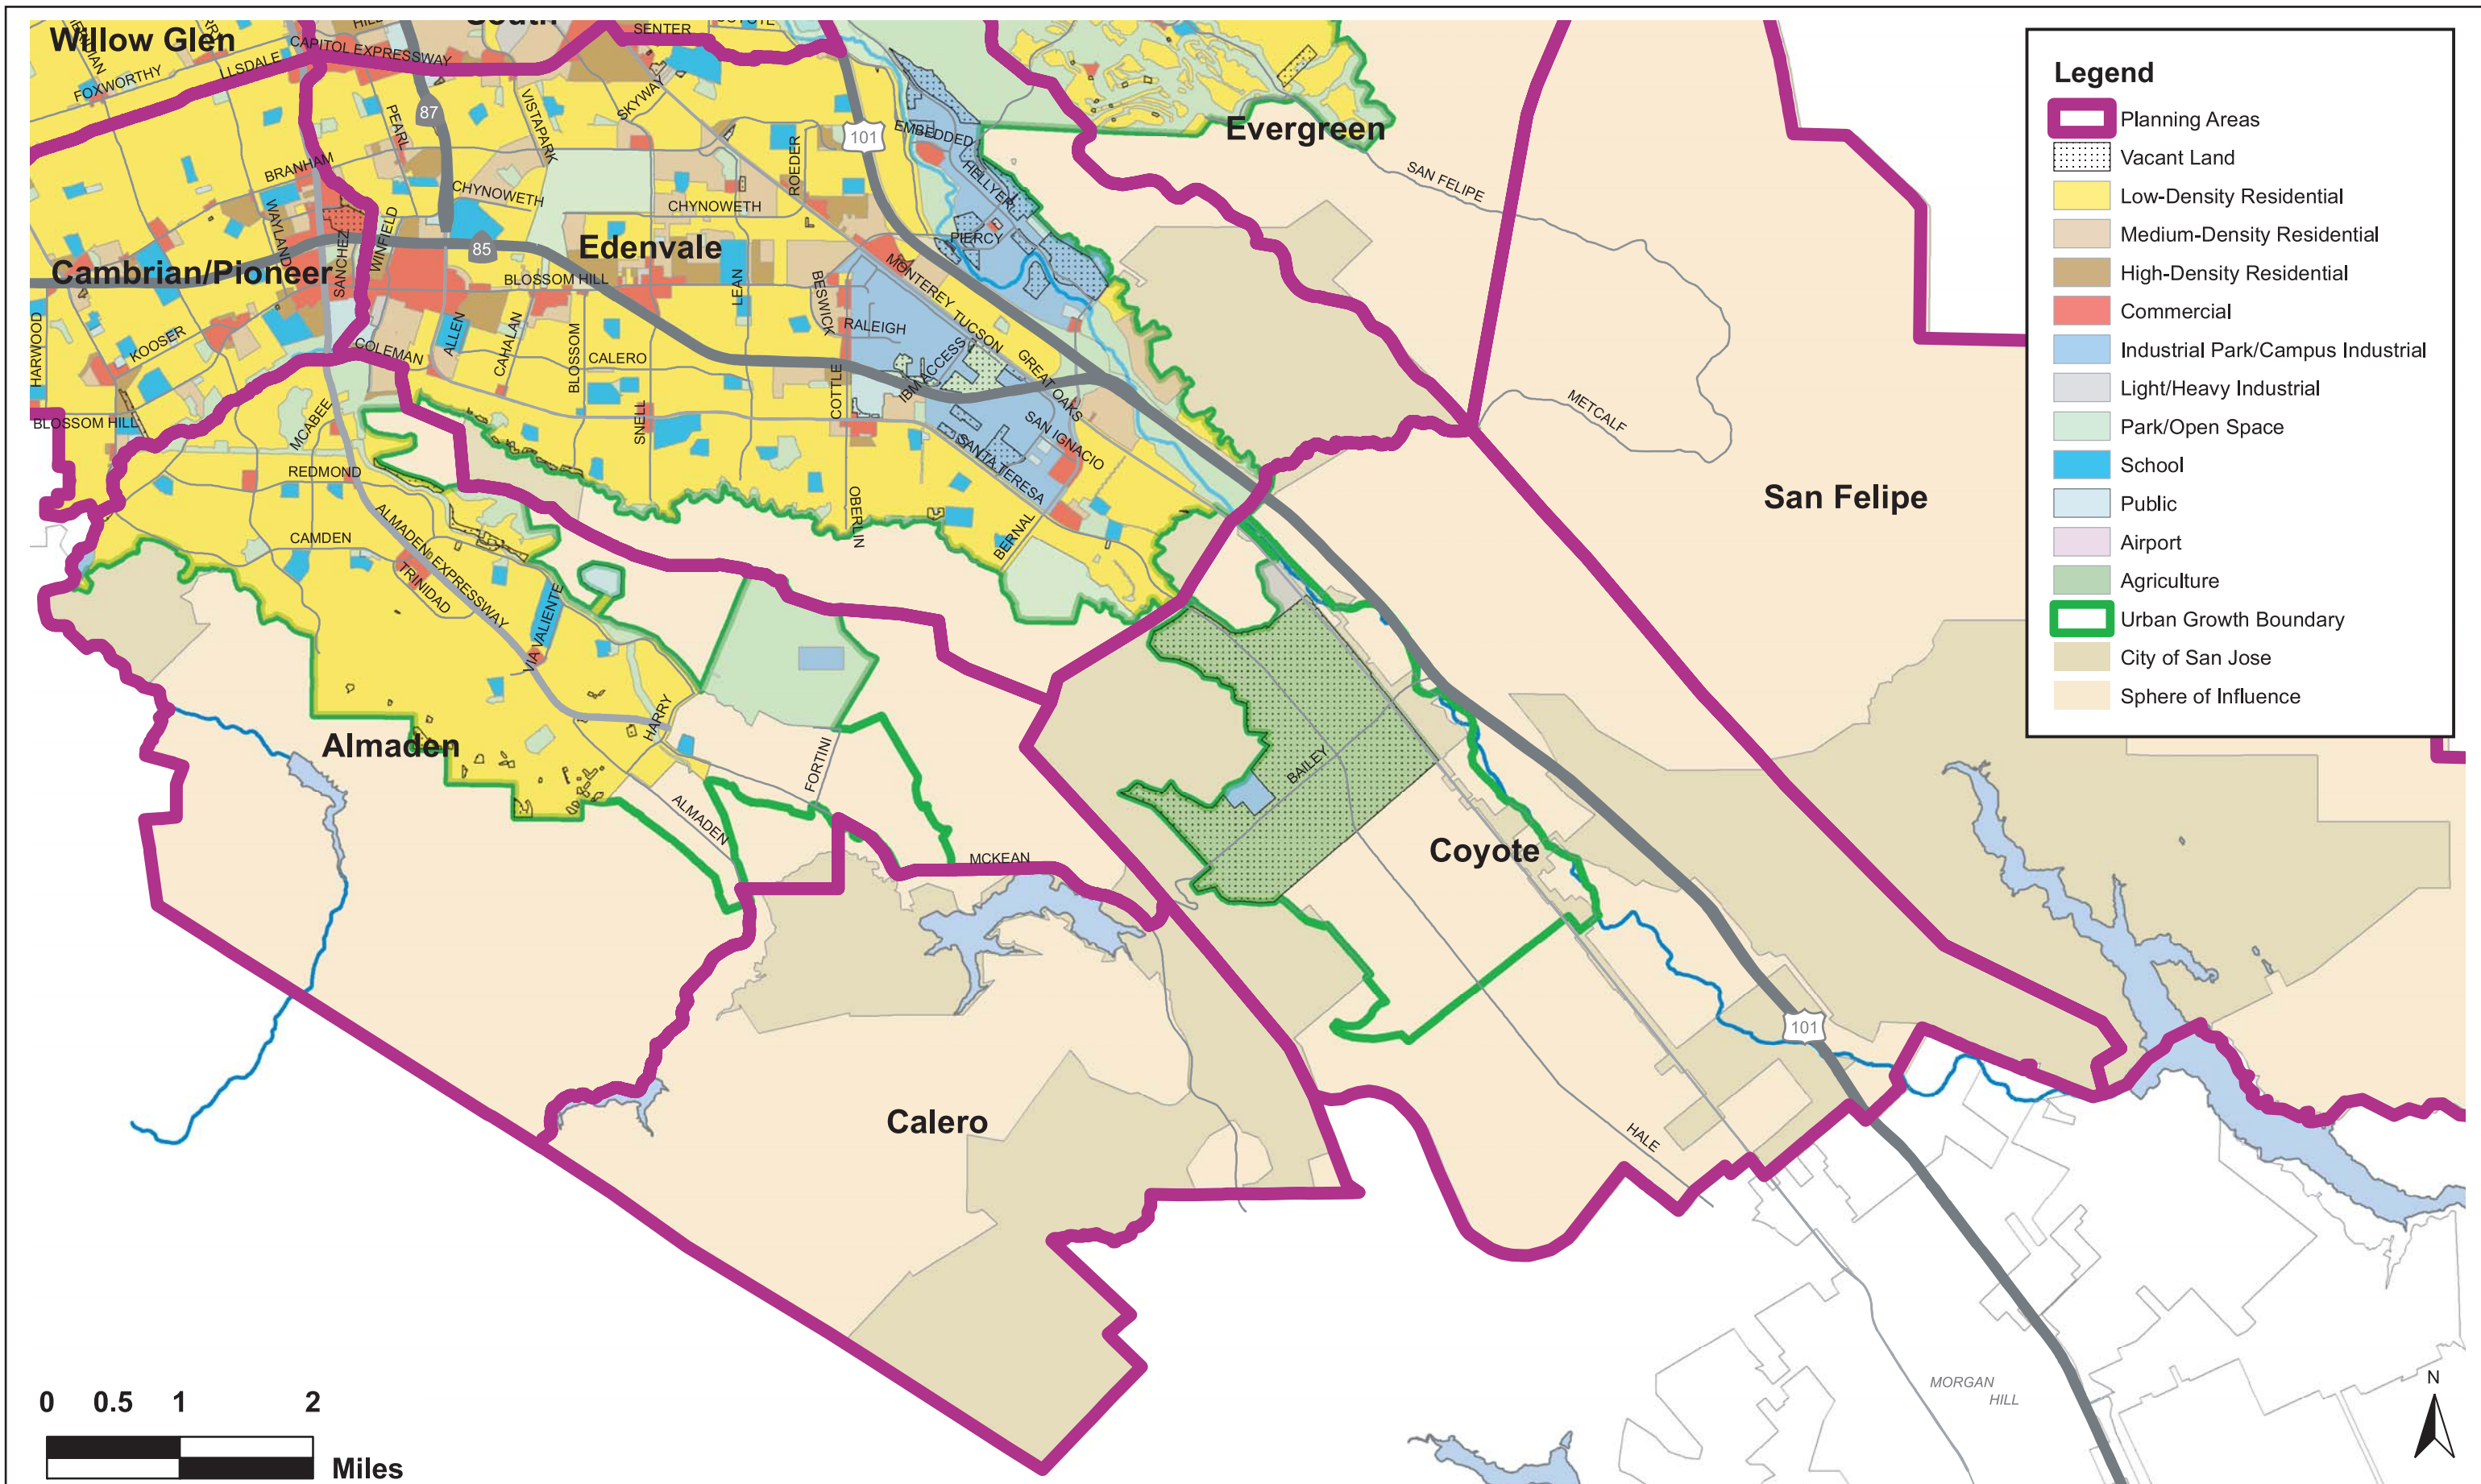 South
Willow Glen
FOXWORTHY
CAPITOL EXPRESSWAY
SENTER
SKYWAY
VISTAPARK
PEARL
87
101
EMBEDDED
HELLYER
PIERCY
Evergreen
SAN FELIPE
BRANHAM
WAYLAND
SANCHEZ
WINFIELD
CHYNOWETH
CHYNOWETH
ROEDER
85
Edenvale
Cambrian/Pioneer
BLOSSOM HILL
LEAN
BESWICK
MONTEREY
TUCSON
RALEIGH
IBM ACCESS
GREAT OAKS
HARWOOD
KOOSER
COLEMAN
ALLEN
CAHALAN
BLOSSOM
CALERO
SNELL
COTTLE
SAN IGNACIO
SANTA TERESA
METCALF
BLOSSOM HILL
MCABEE
REDMOND
OBERLIN
BERNAL
San Felipe
CAMDEN
ALMADEN EXPRESSWAY
TRINIDAD
VIA VALIENTE
HARRY
FORTINI
Almaden
ALMADEN
MCKEAN
BAILEY
Coyote
101
Calero
HALE
MORGAN
HILL
Legend
Planning Areas
Vacant Land
Low-Density Residential
Medium-Density Residential
High-Density Residential
Commercial
Industrial Park/Campus Industrial
Light/Heavy Industrial
Park/Open Space
School
Public
Airport
Agriculture
Urban Growth Boundary
City of San Jose
Sphere of Influence
0 0.5 1 2
Miles
N